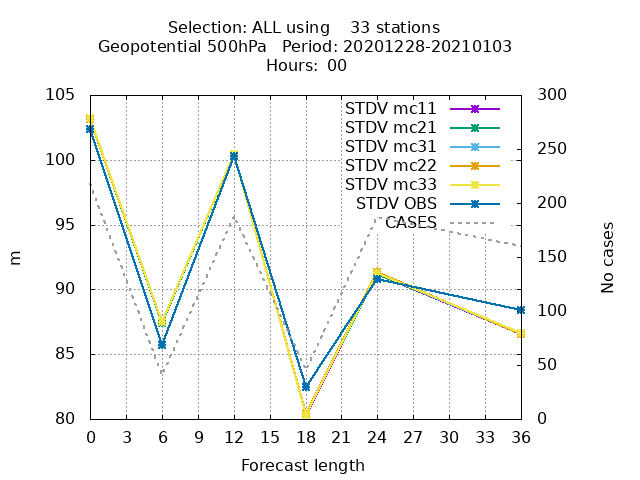 Selection: ALL using    33 stations
Geopotential 500hPa   Period: 20201228-20210103
Hours:  00
105
100
95
90
85
80
m
300
250
200
150
100
50
0
No cases
STDV mc11
STDV mc21
STDV mc31
STDV mc22
STDV mc33
STDV OBS
CASES
0 3 6 9 12 15 18 21 24 27 30 33 36
Forecast length